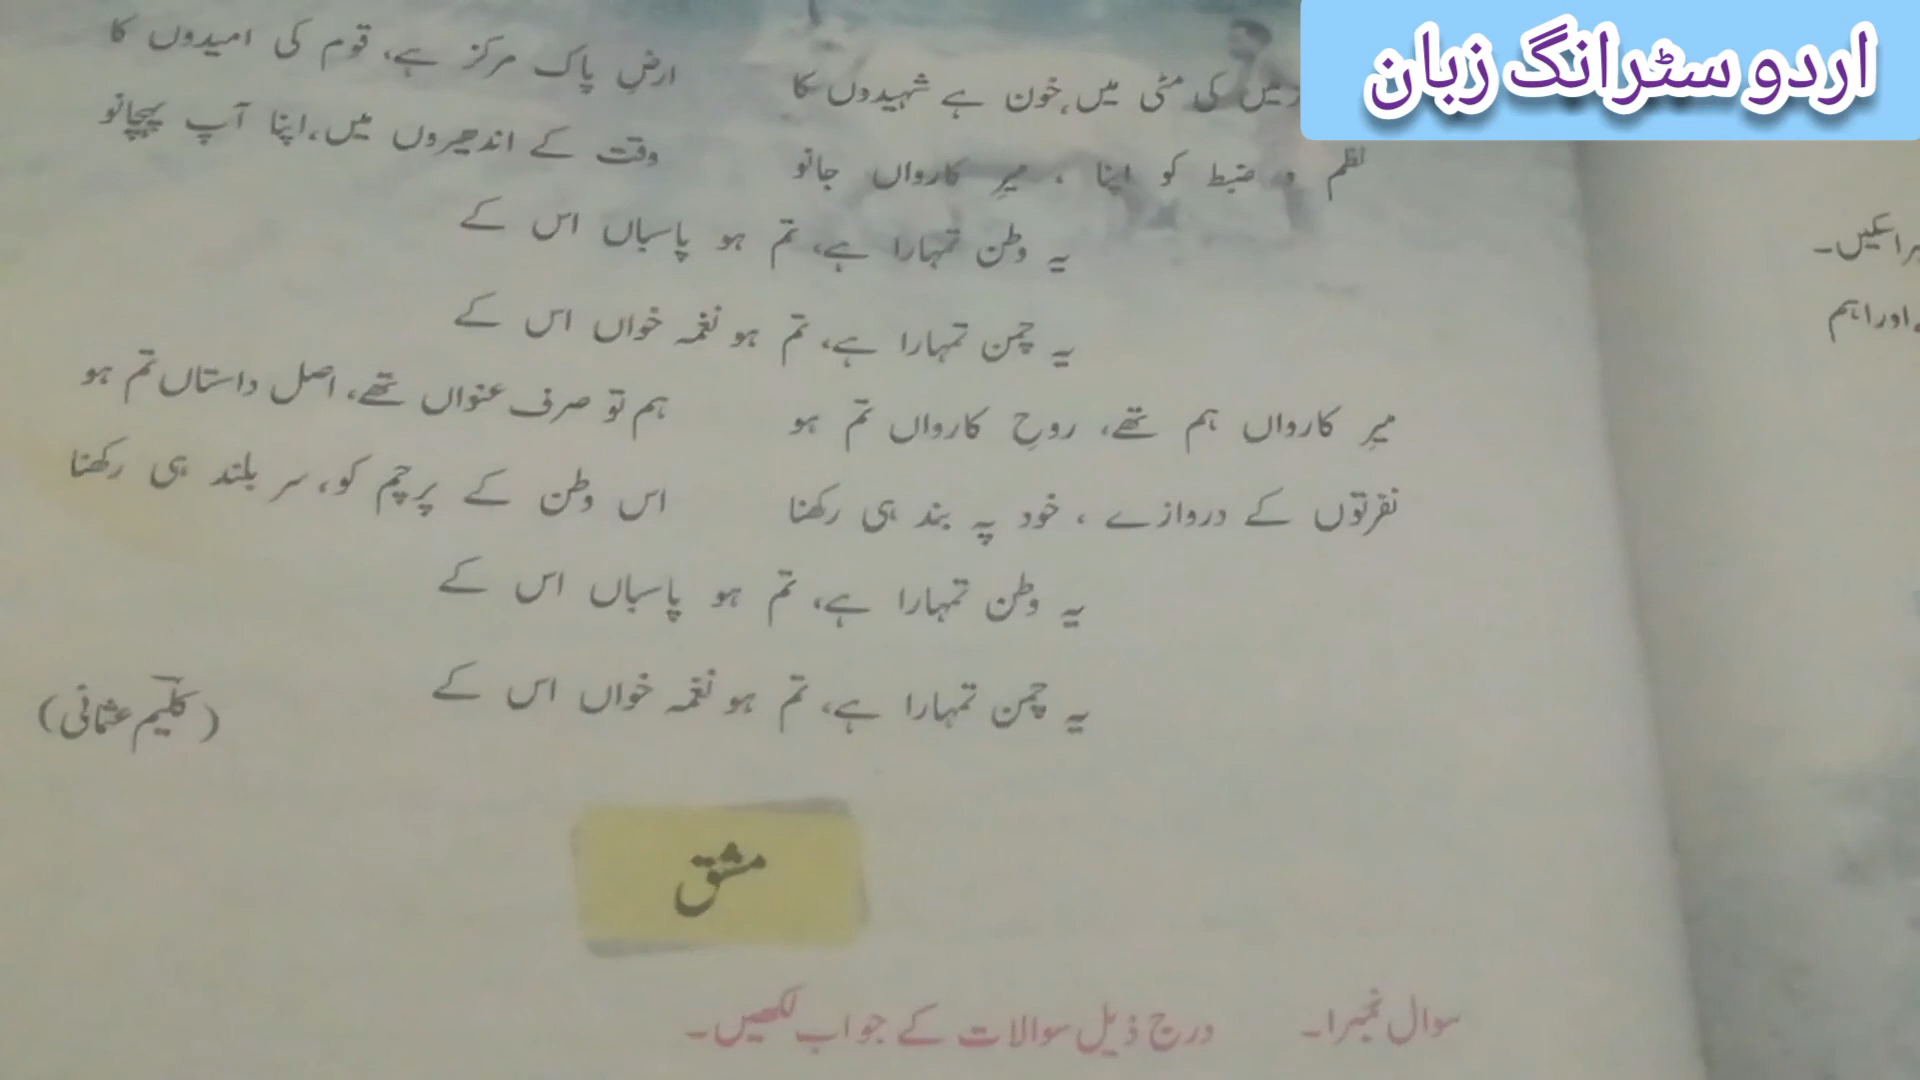 اردو سٹرانگ زبان
میں کی مٹی میں، خون ہے شہیدوں کا ارضِ پاک مرکز ہے، قوم کی امیدوں کا
نظم و ضبط کو اپنا ، میرِ کارواں جانو وقت کے اندھیروں میں، اپنا آپ پہچانو
یہ وطن تمہارا ہے، تم ہو پاسباں اس کے
یہ چمن تمہارا ہے، تم ہو نغمہ خواں اس کے
میرِ کارواں ہم تھے، روحِ کارواں تم ہو ہم تو صرف عنواں تھے، اصل داستاں تم ہو
نفرتوں کے دروازے ، خود پہ بند ہی رکھنا اس وطن کے پرچم کو، سر بلند ہی رکھنا
یہ وطن تمہارا ہے، تم ہو پاسباں اس کے
یہ چمن تمہارا ہے، تم ہو نغمہ خواں اس کے
(کلیم عثمانی)
مشق
سوال نمبر۱۔ درج ذیل سوالات کے جواب لکھیں۔
اور اہم